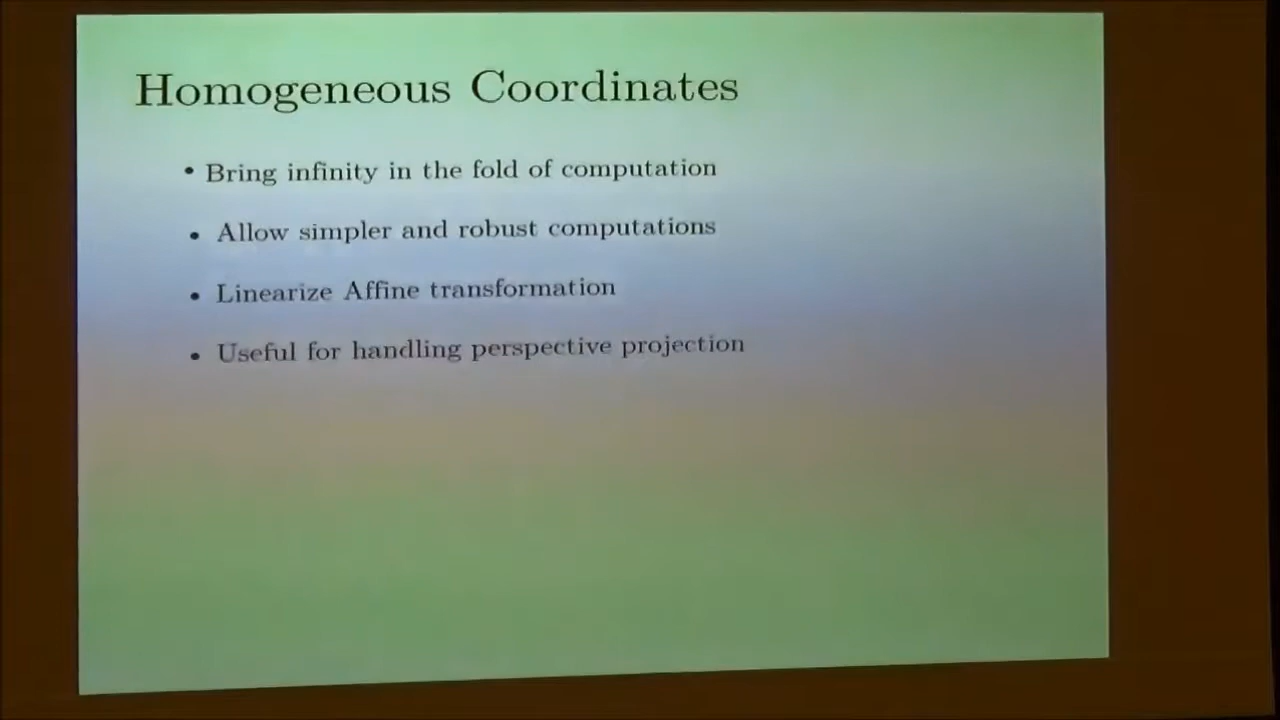 Homogeneous Coordinates
• Bring infinity in the fold of computation
• Allow simpler and robust computations
• Linearize Affine transformation
• Useful for handling perspective projection